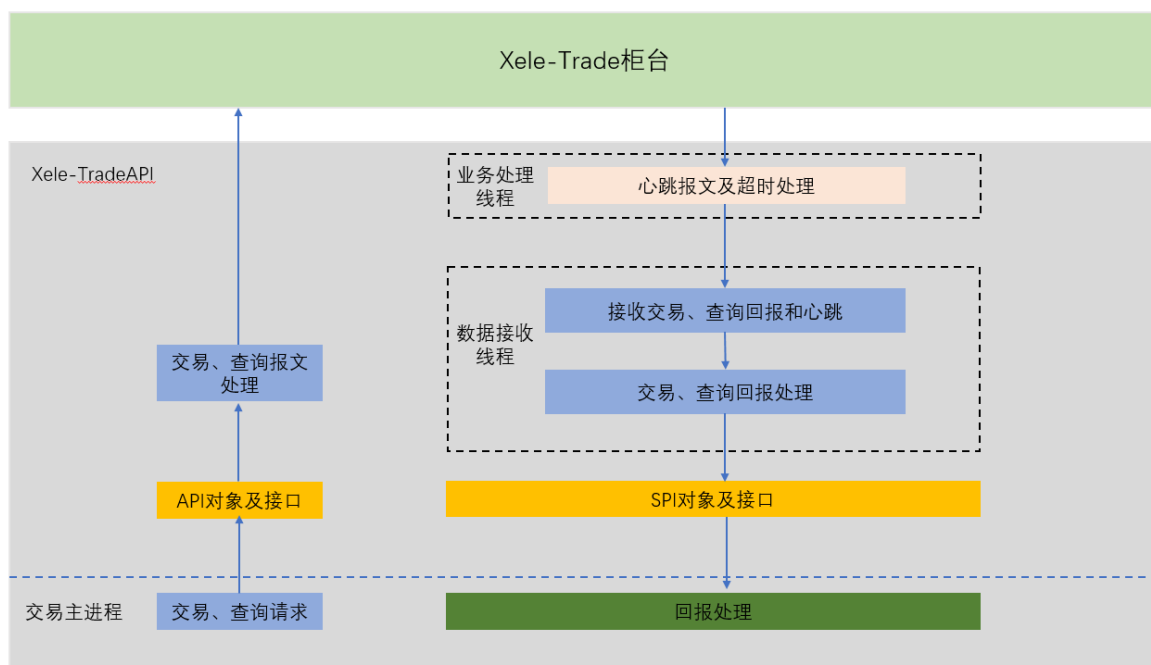 Xele-Trade柜台
Xele-TradeAPI
业务处理
线程
心跳报文及超时处理
数据接收
线程
接收交易、查询回报和心跳
交易、查询回报处理
交易、查询报文
处理
API对象及接口
SPI对象及接口
交易主进程
交易、查询请求
回报处理